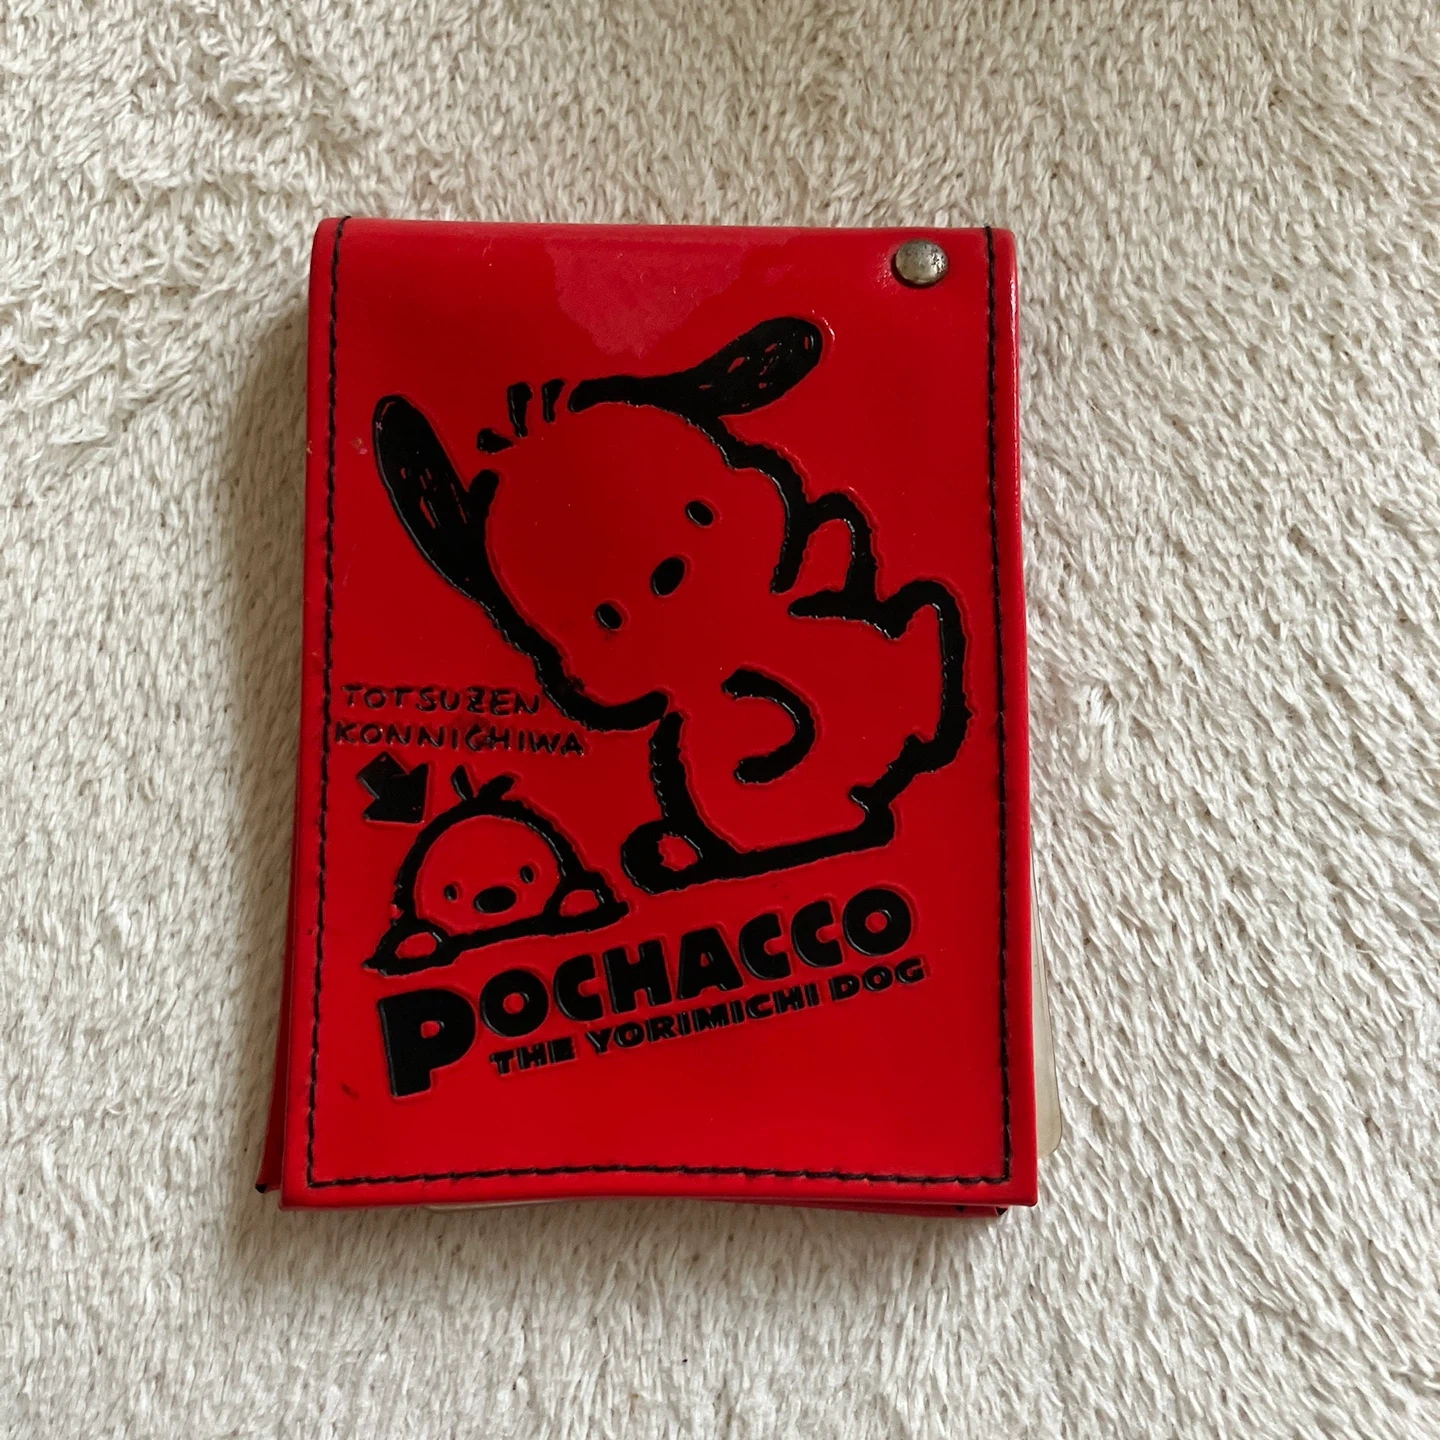 TOTSUZEN
KONNICHIWA
POCHACCO
THE YORIMICHI DOG